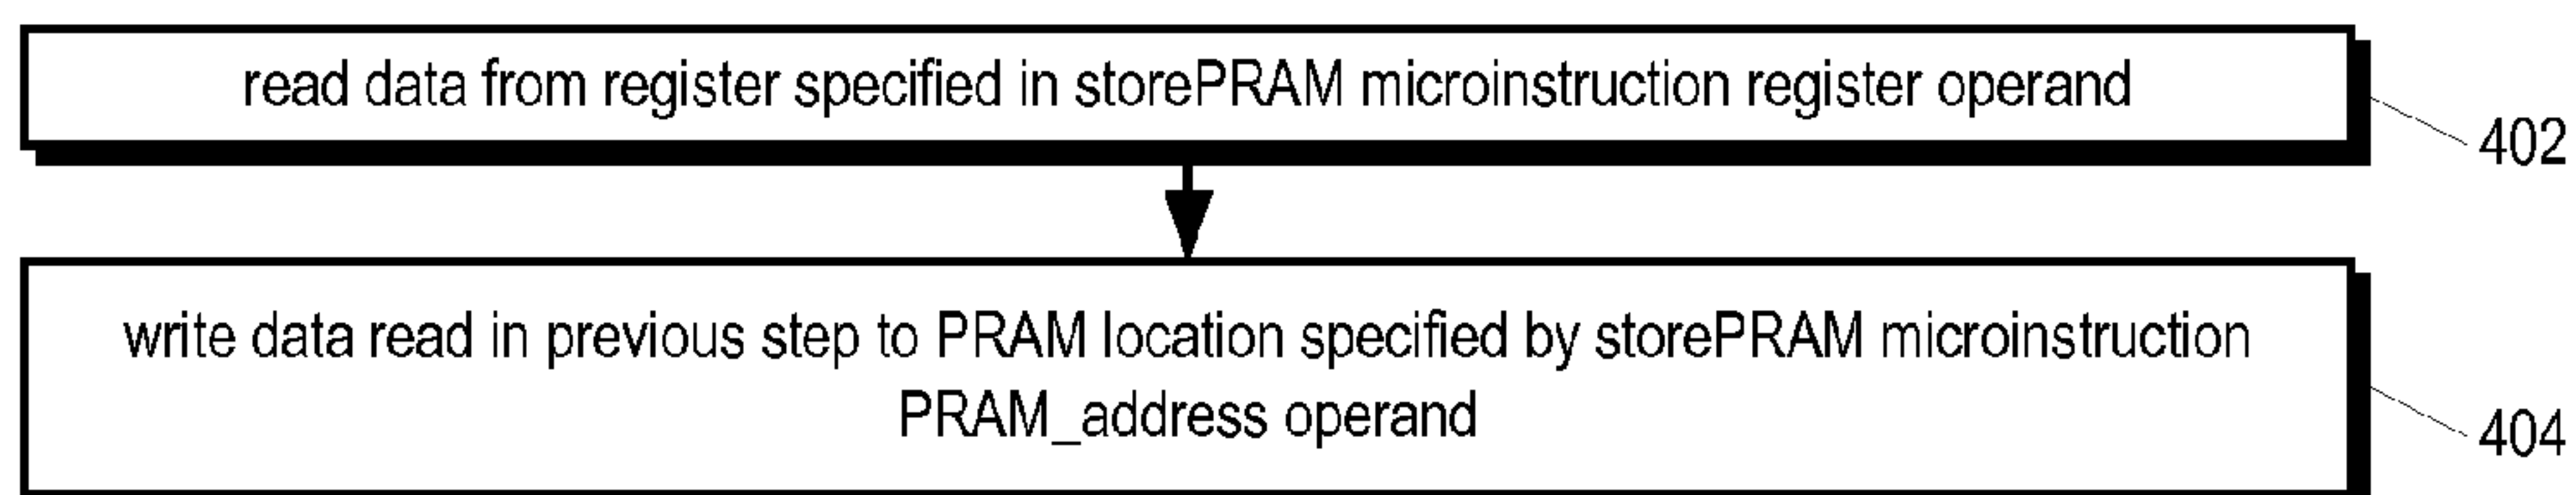 read data from register specified in storePRAM microinstruction register operand
402
write data read in previous step to PRAM location specified by storePRAM microinstruction
PRAM_address operand
404